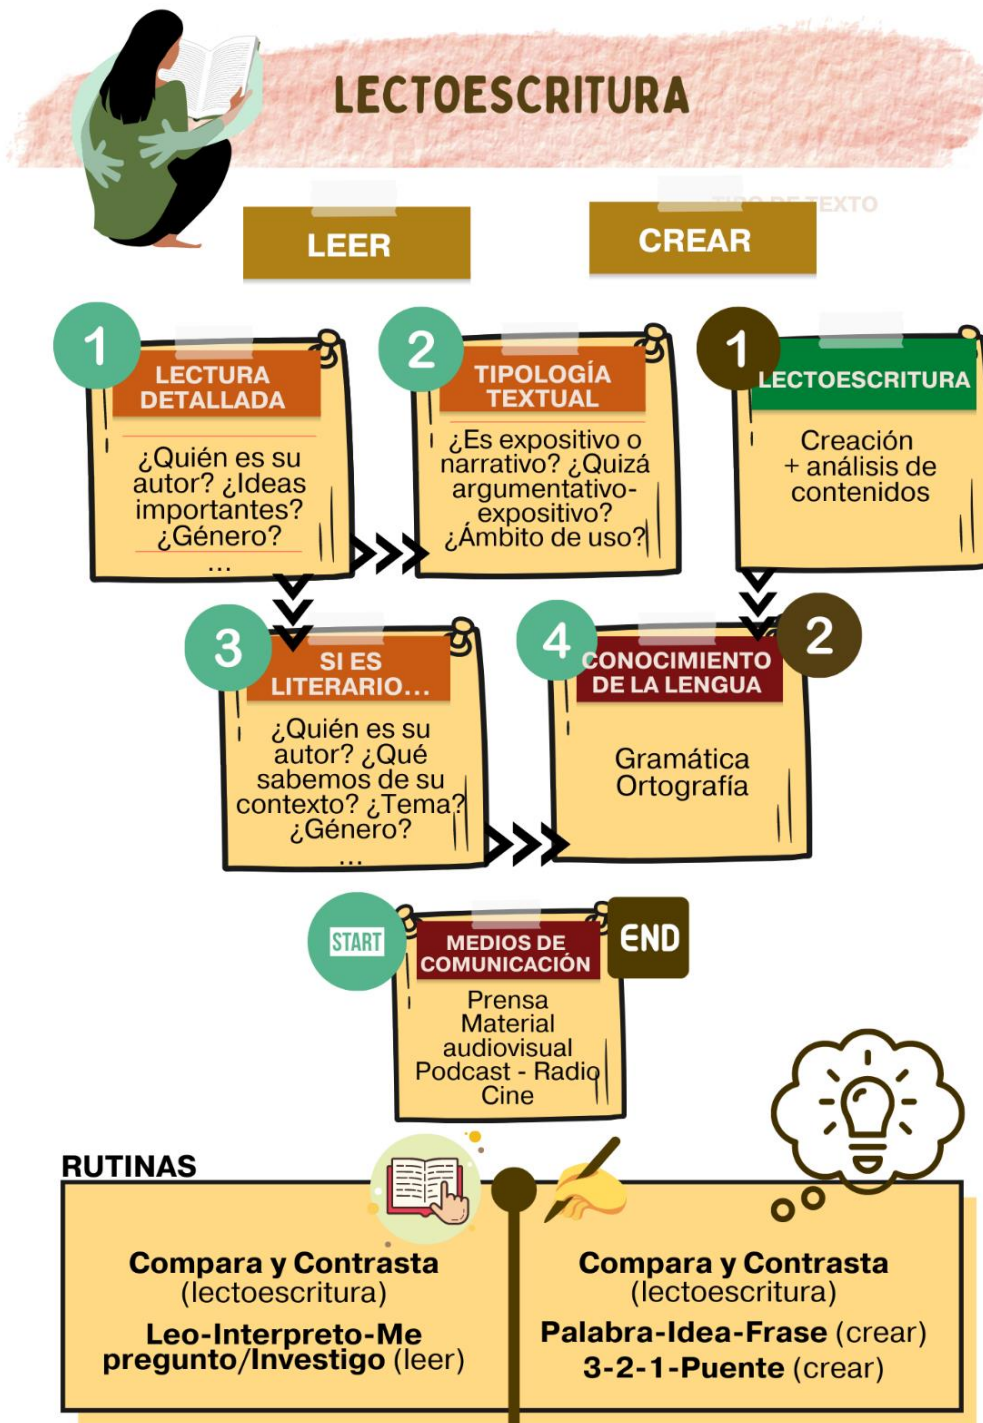 LECTOESCRITURA
TIPO DE TEXTO
LEER
CREAR
1
LECTURA
DETALLADA
¿Quién es su
autor? ¿Ideas
importantes?
¿Género?
...
2
TIPOLOGÍA
TEXTUAL
¿Es expositivo o
narrativo? ¿Quizá
argumentativo-
expositivo?
¿Ámbito de uso?
1
LECTOESCRITURA
Creación
+ análisis de
contenidos
3
SI ES
LITERARIO...
¿Quién es su
autor? ¿Qué
sabemos de su
contexto? ¿Tema?
¿Género?
...
4
CONOCIMIENTO
DE LA LENGUA
2
Gramática
Ortografía
START
MEDIOS DE
COMUNICACIÓN
END
Prensa
Material
audiovisual
Podcast - Radio
Cine
RUTINAS
Compara y Contrasta
(lectoescritura)
Leo-Interpreto-Me
pregunto/Investigo (leer)
Compara y Contrasta
(lectoescritura)
Palabra-Idea-Frase (crear)
3-2-1-Puente (crear)